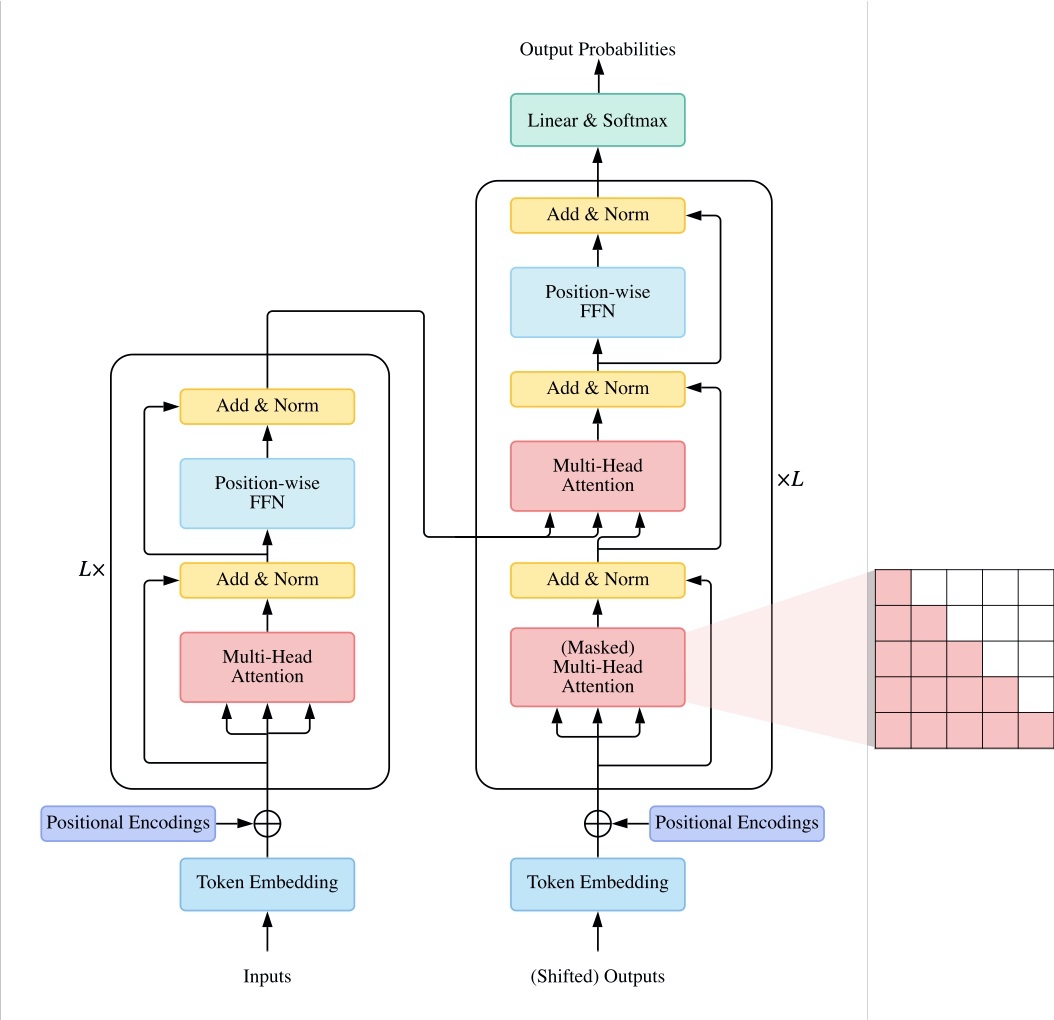 Output Probabilities
Linear & Softmax
Add & Norm
Position-wise
FFN
Add & Norm
Multi-Head
Attention
×L
Add & Norm
(Masked)
Multi-Head
Attention
Positional Encodings
Token Embedding
(Shifted) Outputs
Add & Norm
Position-wise
FFN
L×
Add & Norm
Multi-Head
Attention
Positional Encodings
Token Embedding
Inputs